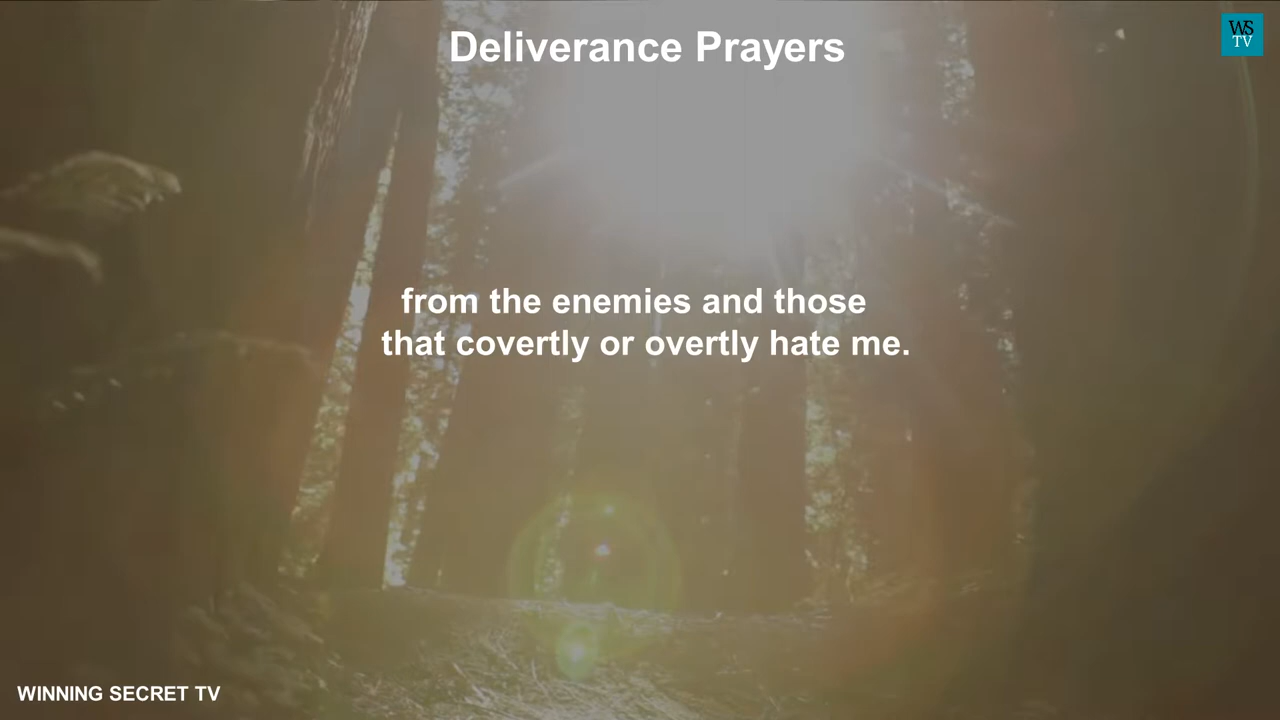 Deliverance Prayers
WS
TV
from the enemies and those
that covertly or overtly hate me.
WINNING SECRET TV